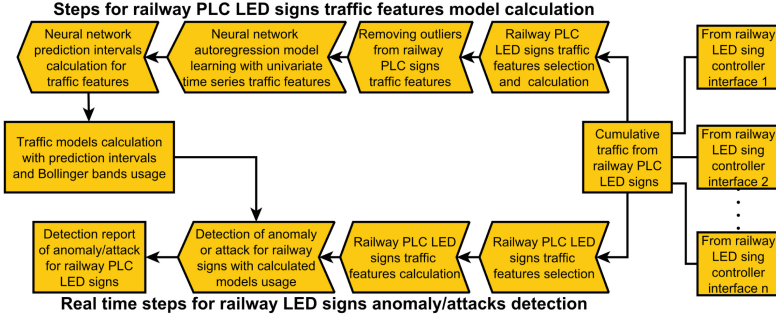 Steps for railway PLC LED signs traffic features model calculation
Neural network
prediction intervals
calculation for
traffic features
Neural network
autoregression model
learning with univariate
time series traffic features
Removing outliers
from railway
PLC signs
traffic features
Railway PLC
LED signs traffic
features selection
and calculation
From railway
LED sing
controller
interface 1
Traffic models calculation
with prediction intervals
and Bollinger bands usage
Cumulative
traffic from
railway PLC
LED signs
From railway
LED sing
controller
interface 2
Detection report
of anomaly/attack
for railway PLC
LED signs
Detection of anomaly
or attack for railway
signs with calculated
models usage
Railway PLC LED
signs traffic
features calculation
Railway PLC LED
signs traffic
features selection
From railway
LED sing
controller
interface n
Real time steps for railway LED signs anomaly/attacks detection